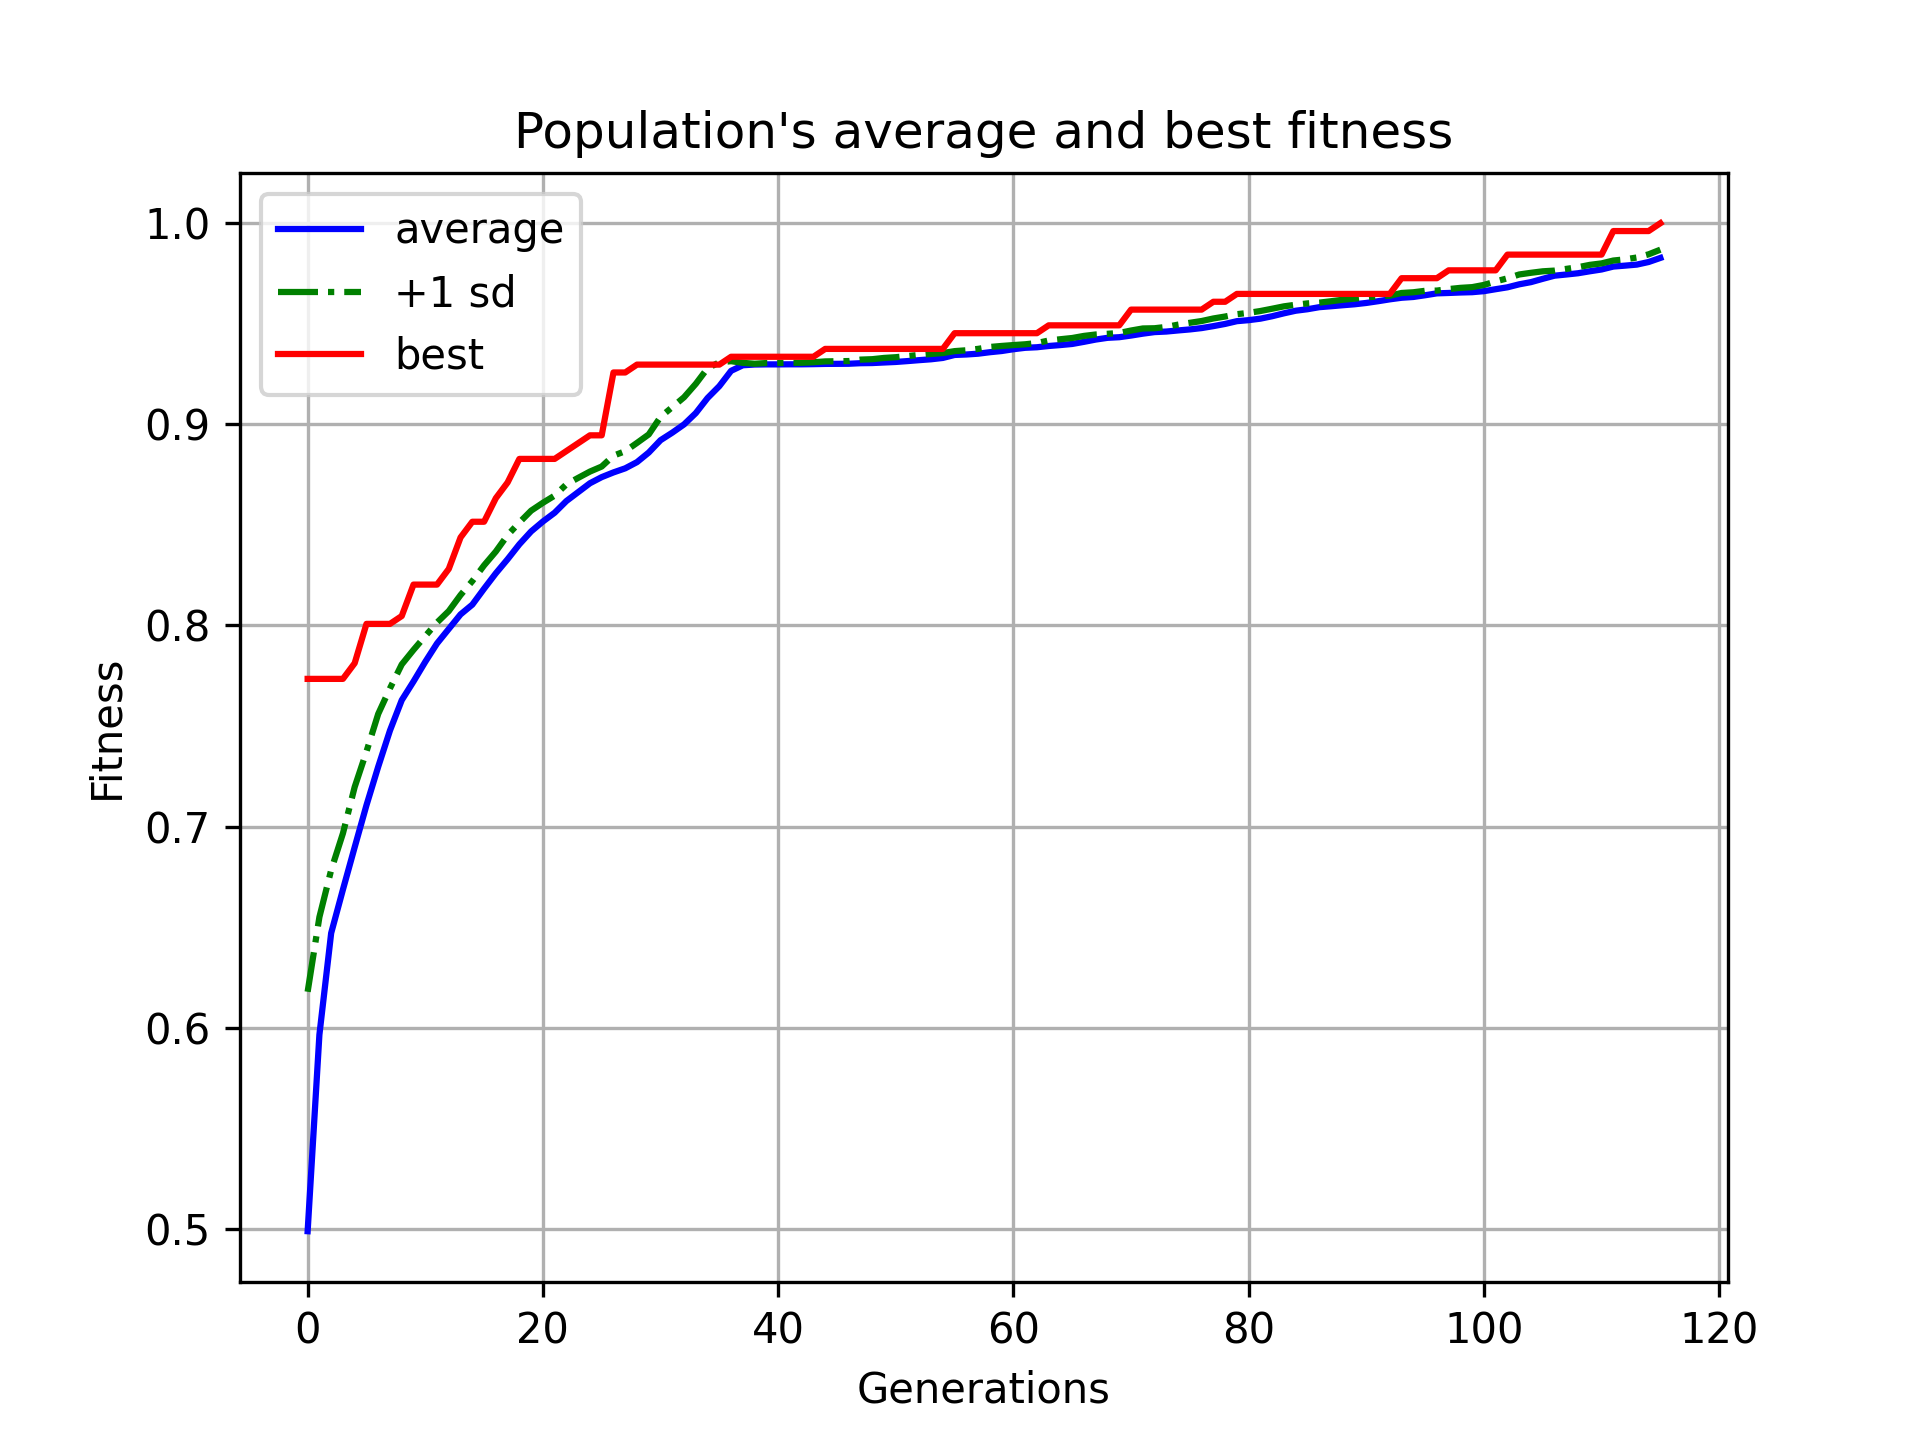 Population's average and best fitness
average
+1 sd
best
1.0
0.9
0.8
0.7
0.6
0.5
Fitness
0 20 40 60 80 100 120
Generations